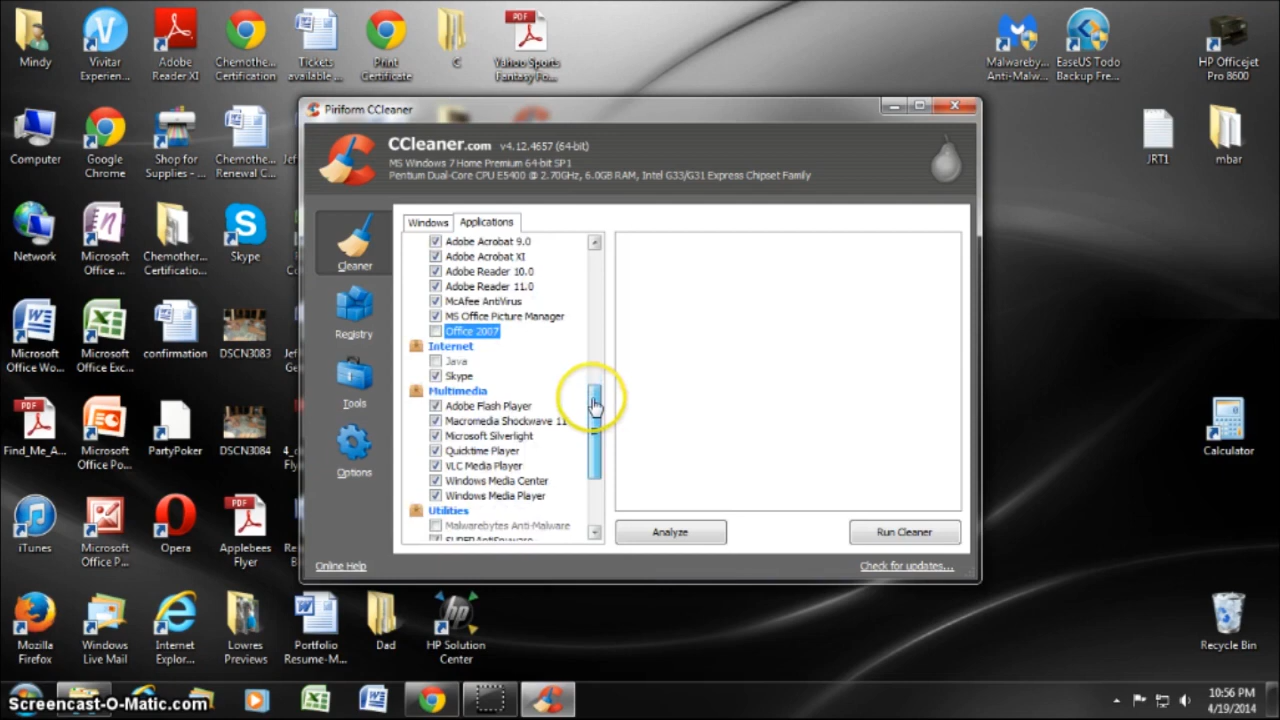 Mindy
Vivitar
Experien...
Adobe
Reader XI
Chemothe...
Certification
Tickets
available ...
Print
Certificate
C
PDF
Yahoo Sports
Fantasy Fo...
Malwareby...
Anti-Malw...
EaseUS Todo
Backup Fre...
HP Officejet
Pro 8600
Computer
Google
Chrome
Shop for
Supplies - ...
Chemothe...
Renewal C...
JRT1
mbar
Network
Microsoft
Office ...
Chemother...
Certificatio...
Skype
Microsoft
Office Wo...
Microsoft
Office Exc...
confirmation
DSCN3083
PDF
Find_Me_A...
Microsoft
Office Po...
PartyPoker
DSCN3084
Calculator
iTunes
Microsoft
Office P...
Opera
PDF
Applebees
Flyer
Mozilla
Firefox
Windows
Live Mail
Internet
Explor...
Lowres
Previews
Portfolio
Resume-M...
Dad
HP Solution
Center
Recycle Bin
Piriform CCleaner
CCleaner.com v4.12.4657 (64-bit)
MS Windows 7 Home Premium 64-bit SP1
Pentium Dual-Core CPU E5400 @ 2.70GHz, 6.0GB RAM, Intel G33/G31 Express Chipset Family
Cleaner
Registry
Tools
Options
Windows
Applications
Adobe Acrobat 9.0
Adobe Acrobat XI
Adobe Reader 10.0
Adobe Reader 11.0
McAfee AntiVirus
MS Office Picture Manager
Office 2007
Internet
Java
Skype
Multimedia
Adobe Flash Player
Macromedia Shockwave 11
Microsoft Silverlight
Quicktime Player
VLC Media Player
Windows Media Center
Windows Media Player
Utilities
Malwarebytes Anti-Malware
SUPERAntiSpyware
Analyze
Run Cleaner
Online Help
Check for updates...
Screencast-O-Matic.com
10:56 PM
4/19/2014